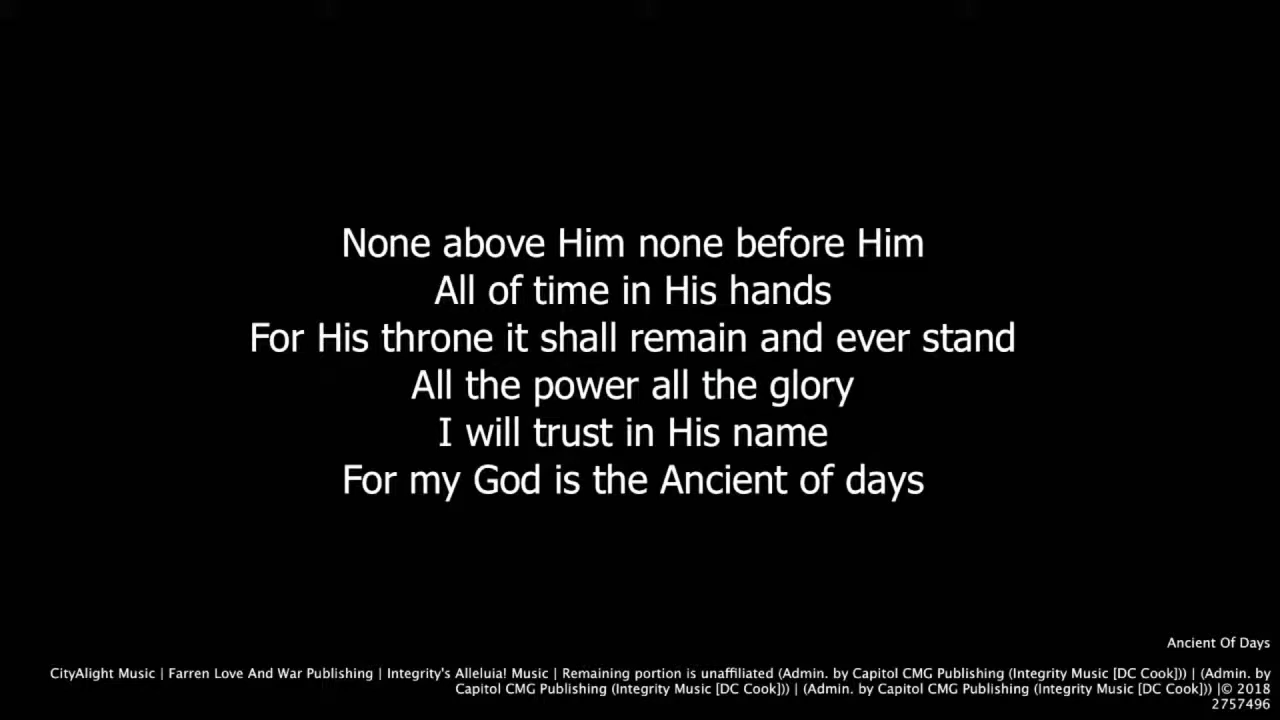 None above Him none before Him
All of time in His hands
For His throne it shall remain and ever stand
All the power all the glory
I will trust in His name
For my God is the Ancient of days
Ancient Of Days
CityAlight Music | Farren Love And War Publishing | Integrity's Alleluia! Music | Remaining portion is unaffiliated (Admin. by Capitol CMG Publishing (Integrity Music [DC Cook])) | (Admin. by
Capitol CMG Publishing (Integrity Music [DC Cook])) | (Admin. by Capitol CMG Publishing (Integrity Music [DC Cook])) |© 2018
2757496